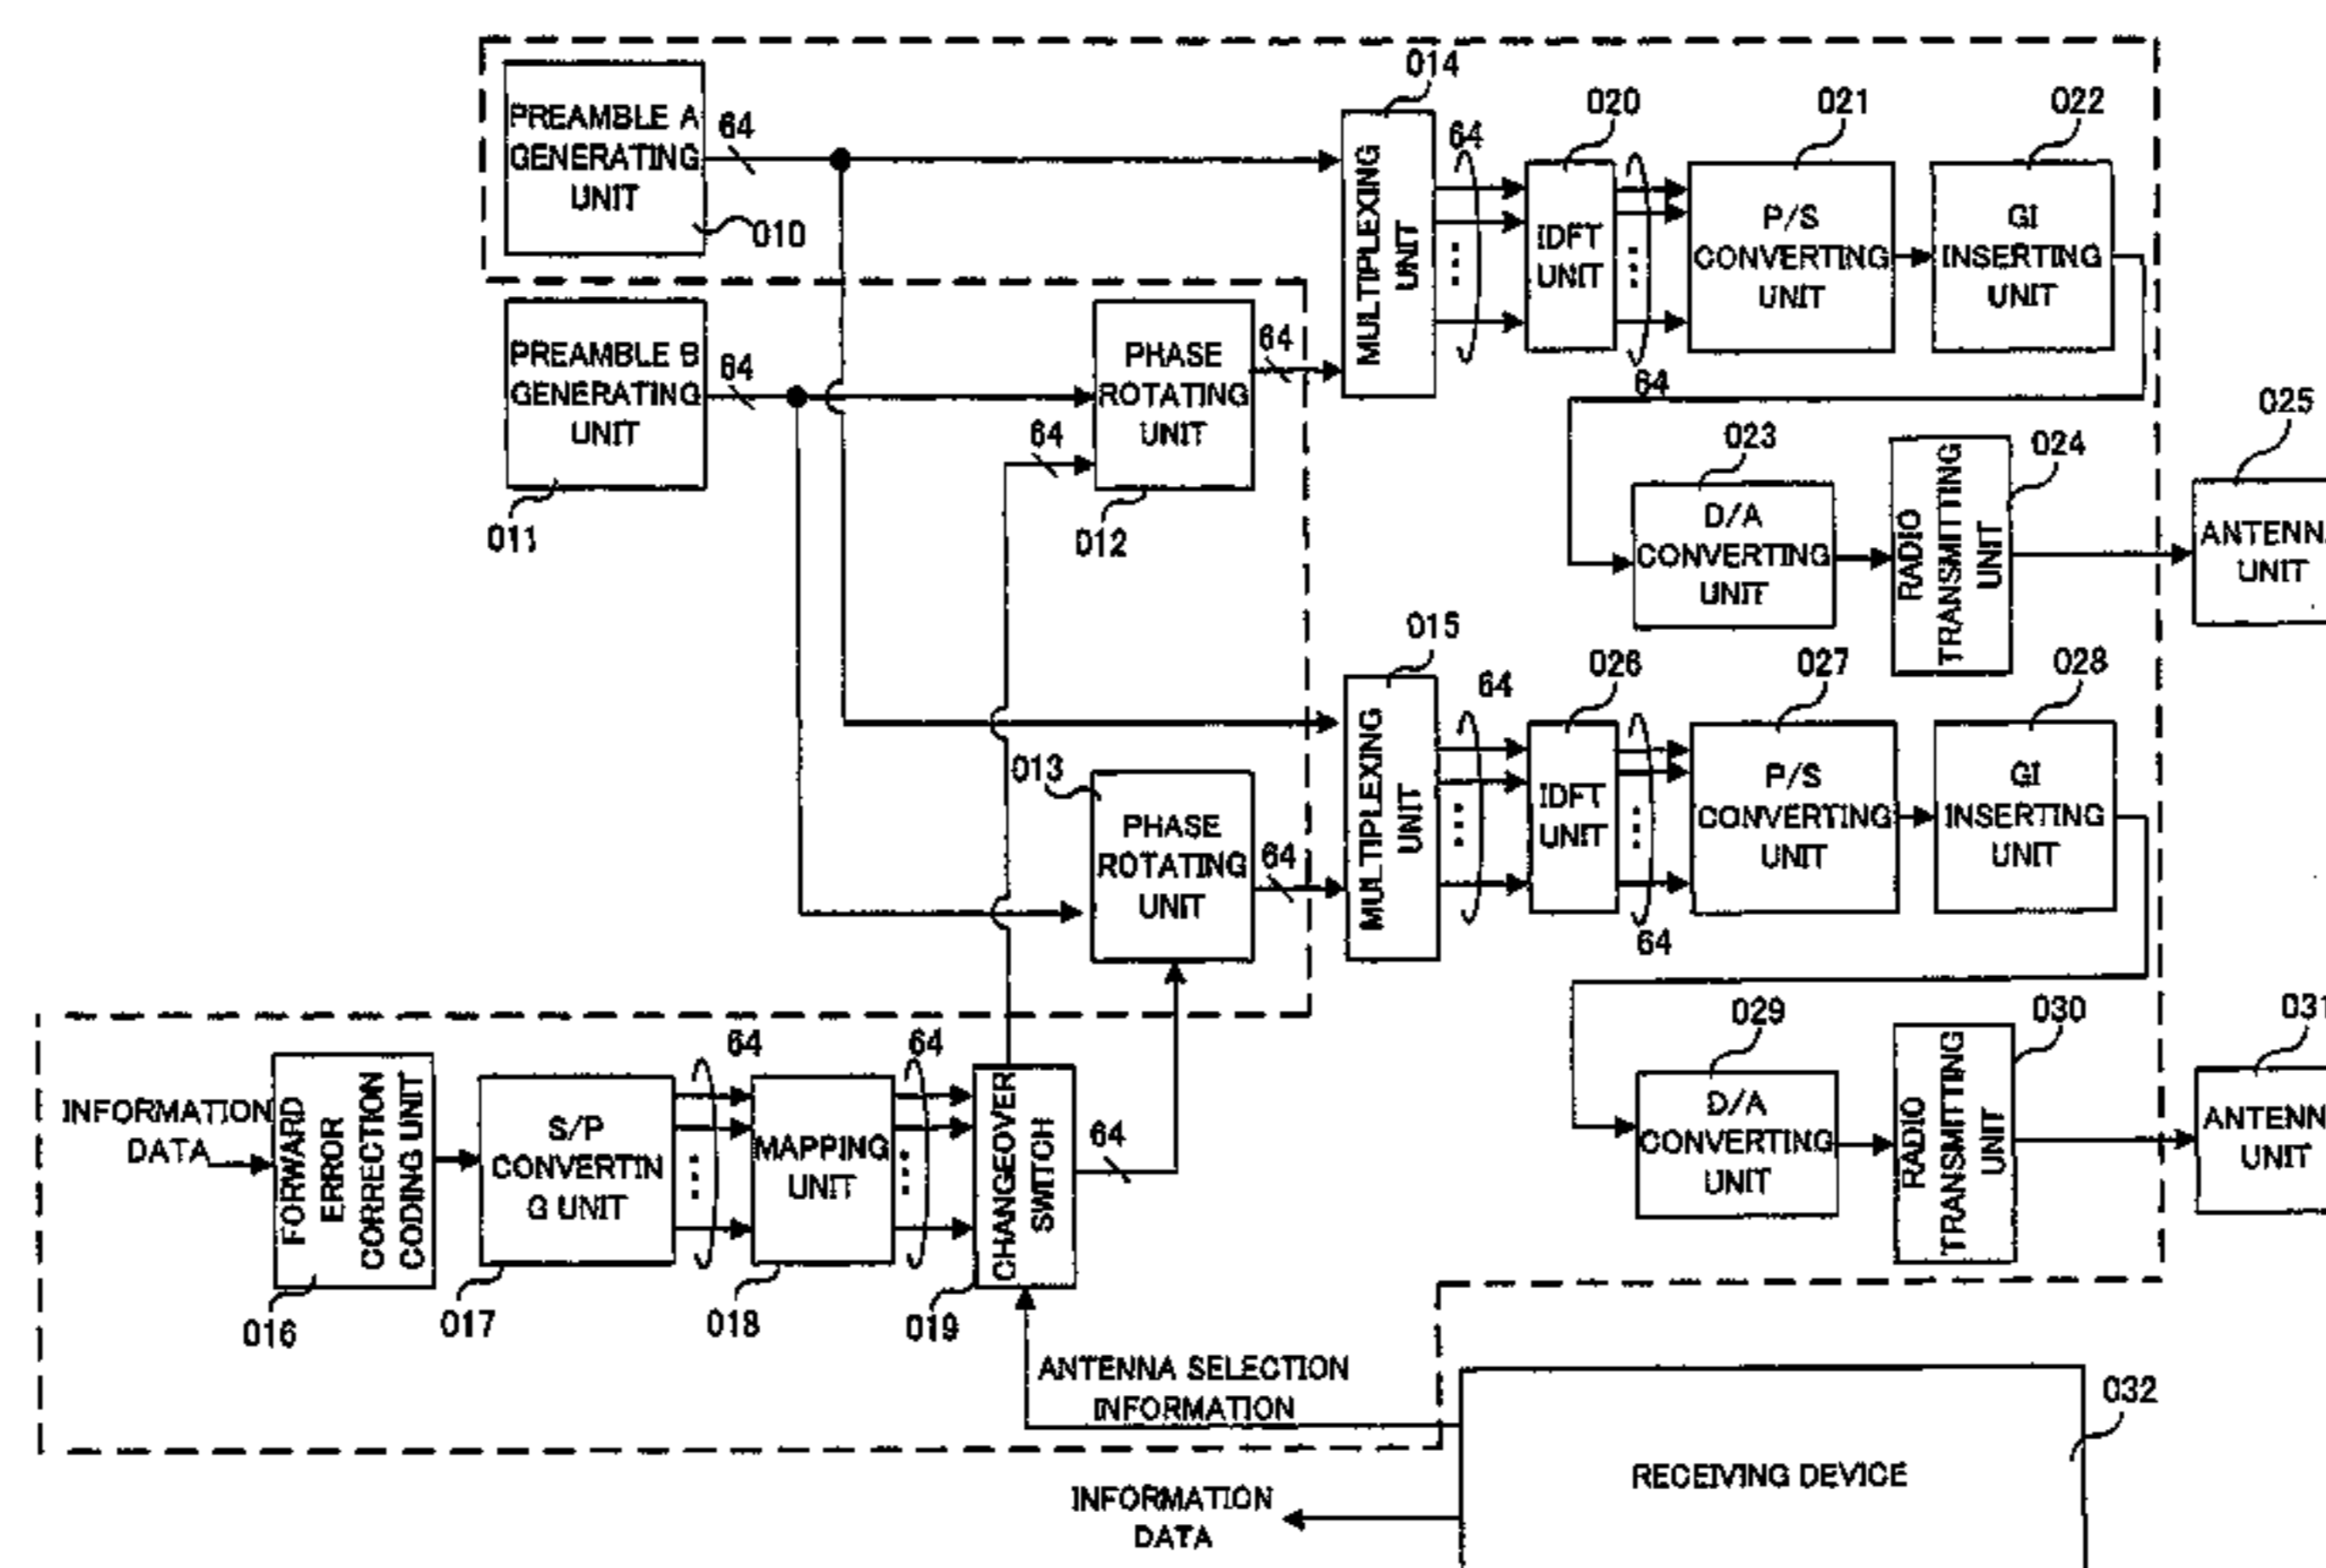 PREAMBLE A
GENERATING
UNIT
64
010
014
MULTIPLEXING
UNIT
64
020
IDFT
UNIT
64
021
P/S
CONVERTING
UNIT
022
GI
INSERTING
UNIT
PREAMBLE B
GENERATING
UNIT
64
011
64
PHASE
ROTATING
UNIT
64
012
023
D/A
CONVERTING
UNIT
024
RADIO
TRANSMITTING
UNIT
025
ANTENNA
UNIT
015
MULTIPLEXING
UNIT
64
026
IDFT
UNIT
64
027
P/S
CONVERTING
UNIT
028
GI
INSERTING
UNIT
013
PHASE
ROTATING
UNIT
64
029
D/A
CONVERTING
UNIT
030
RADIO
TRANSMITTING
UNIT
031
ANTENN
UNIT
INFORMATION
DATA
FORWARD
ERROR
CORRECTION
CODING UNIT
016
S/P
CONVERTIN
G UNIT
017
64
MAPPING
UNIT
018
64
CHANGEOVER
SWITCH
019
64
ANTENNA SELECTION
INFORMATION
032
RECEIVING DEVICE
INFORMATION
DATA